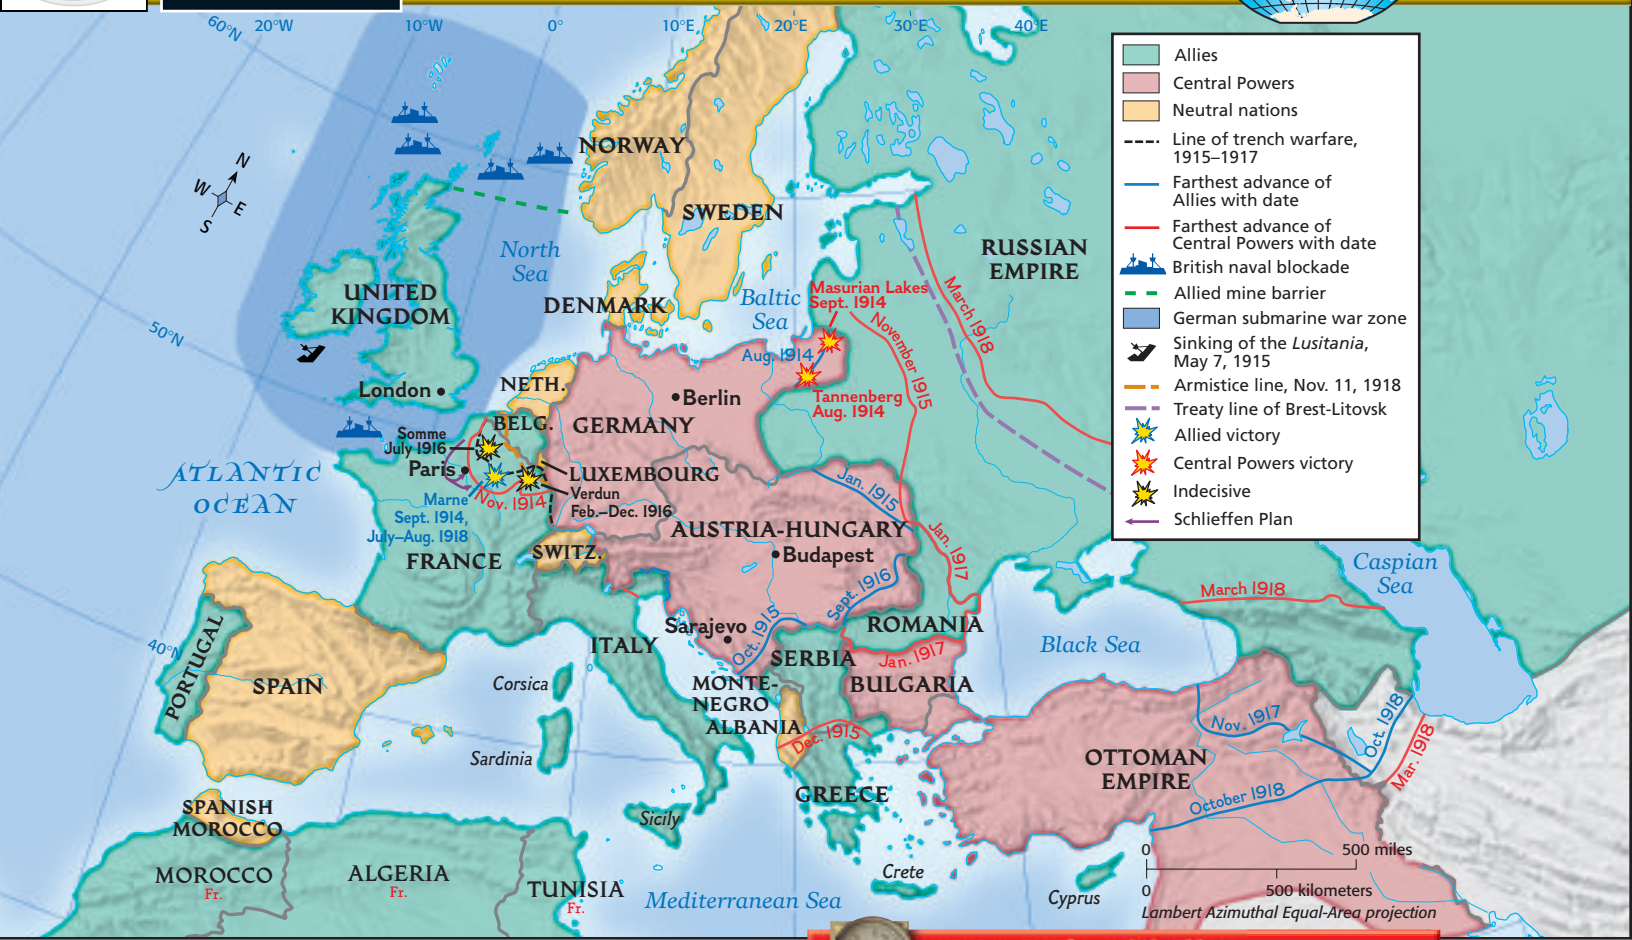 60°N
20°W
10°W
0°
10°E
20°E
30°E
40°E
Allies
Central Powers
Neutral nations
Line of trench warfare,
1915–1917
Farthest advance of
Allies with date
Farthest advance of
Central Powers with date
British naval blockade
Allied mine barrier
German submarine war zone
Sinking of the Lusitania,
May 7, 1915
Armistice line, Nov. 11, 1918
Treaty line of Brest-Litovsk
Allied victory
Central Powers victory
Indecisive
Schlieffen Plan
N
W
E
S
NORWAY
SWEDEN
North
Sea
RUSSIAN
EMPIRE
UNITED
KINGDOM
DENMARK
Baltic
Sea
Masurian Lakes
Sept. 1914
March 1918
November 1915
50°N
Aug. 1914
London
NETH.
Berlin
Tannenberg
Aug. 1914
BELG.
GERMANY
Somme
July 1916
Paris
LUXEMBOURG
ATLANTIC
OCEAN
Marne
Sept. 1914,
July–Aug. 1918
Nov. 1914
Verdun
Feb.–Dec. 1916
Jan. 1915
AUSTRIA-HUNGARY
Budapest
Jan. 1917
FRANCE
SWITZ.
Sept. 1916
Caspian
Sea
March 1918
Sarajevo
Oct. 1915
ROMANIA
Black Sea
40°N
PORTUGAL
SPAIN
ITALY
SERBIA
Jan. 1917
BULGARIA
Corsica
MONTE-
NEGRO
ALBANIA
Dec. 1915
Sardinia
Nov. 1917
Oct. 1918
Mar. 1918
OTTOMAN
EMPIRE
GREECE
October 1918
SPANISH
MOROCCO
Sicily
MOROCCO
Fr.
ALGERIA
Fr.
TUNISIA
Fr.
Crete
Mediterranean Sea
Cyprus
0
500 miles
0
500 kilometers
Lambert Azimuthal Equal-Area projection